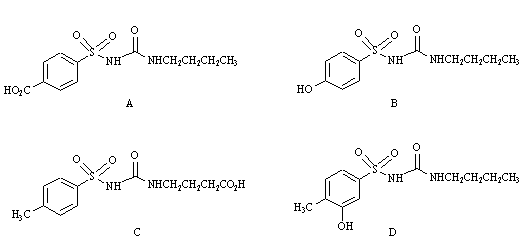 O
O O
S
NH
NHCH₂CH₂CH₂CH₃
HO₂C
A
O
O O
S
NH
NHCH₂CH₂CH₂CH₃
HO
B
O
O O
S
NH
NHCH₂CH₂CH₂CO₂H
H₃C
C
O
O O
S
NH
NHCH₂CH₂CH₂CH₃
H₃C
OH
D